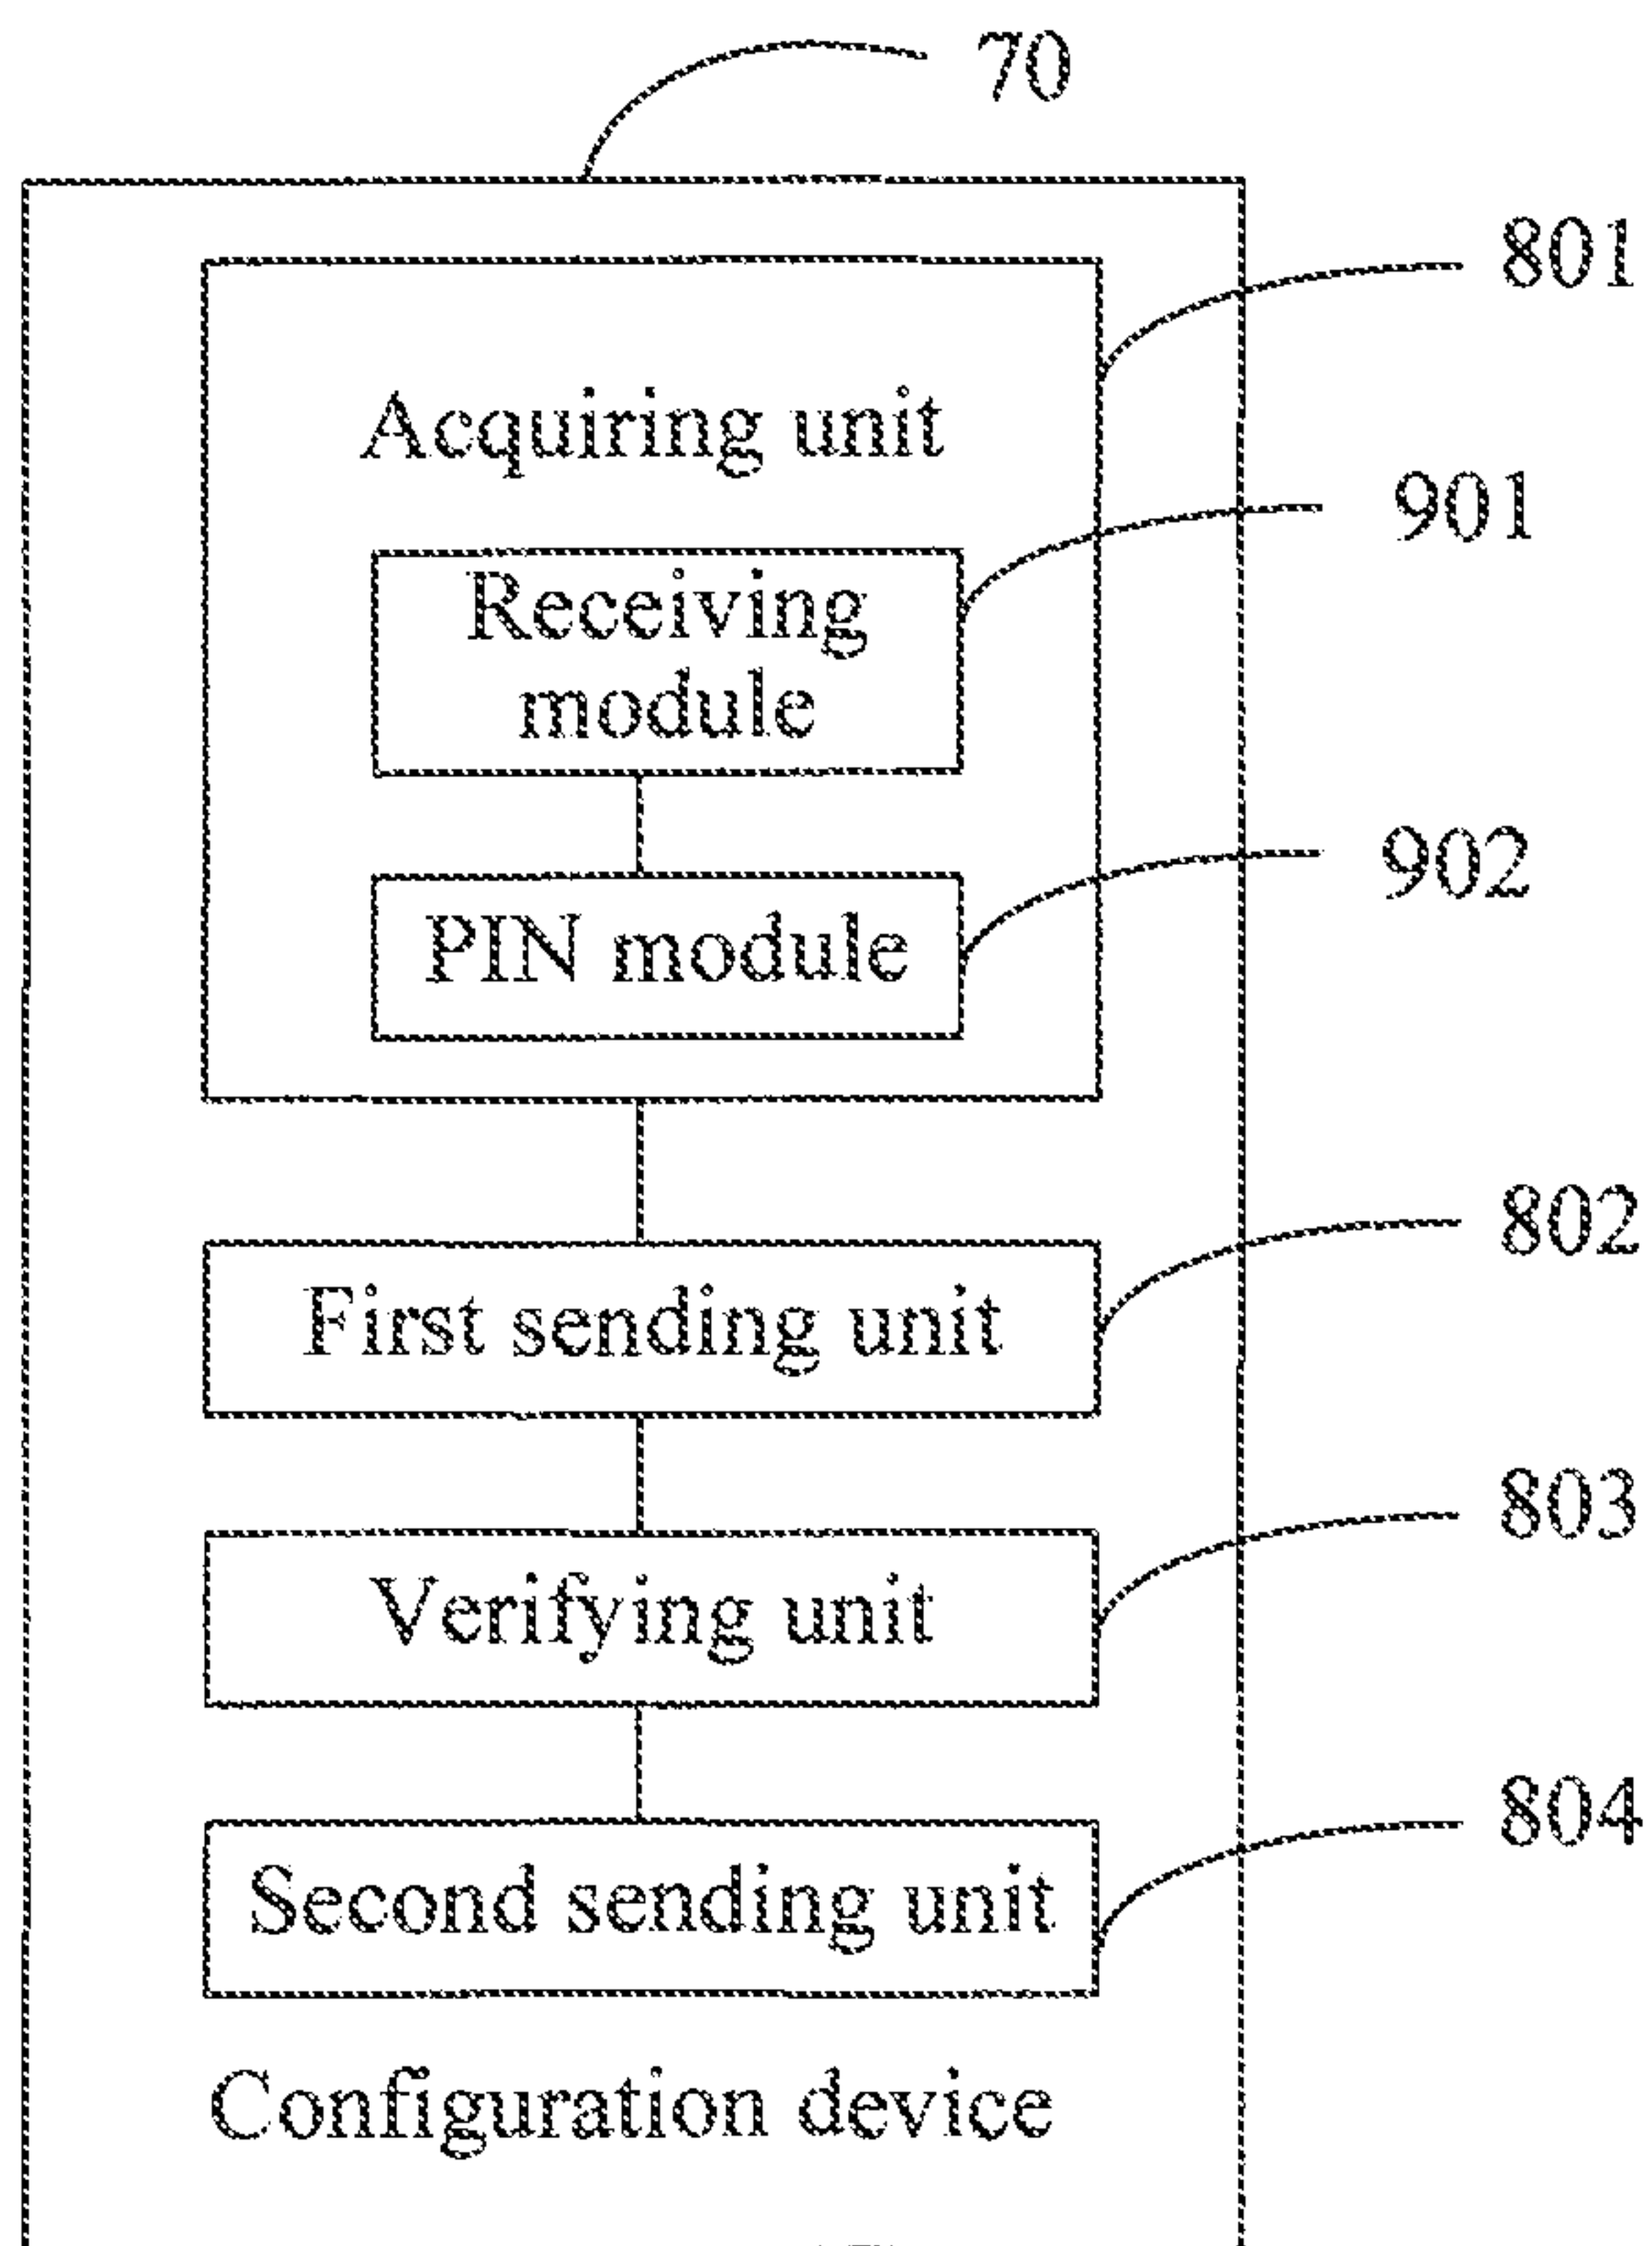 70
801
Acquiring unit
901
Receiving
module
902
PIN module
802
First sending unit
803
Verifying unit
804
Second sending unit
Configuration device